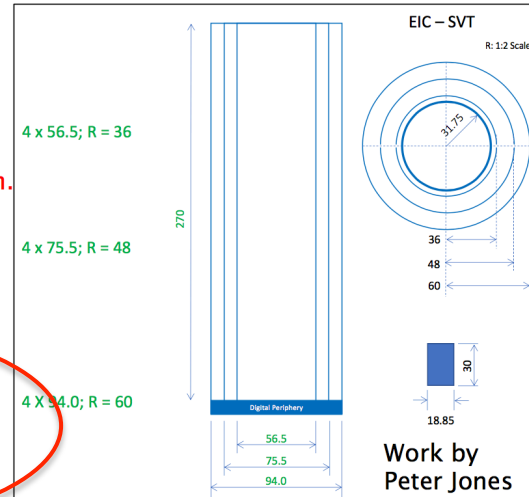 EIC – SVT
R: 1:2 Scale
4 x 56.5; R = 36
31.75
4 x 75.5; R = 48
270
36
48
60
4 X 94.0; R = 60
Digital Periphery
30
18.85
56.5
75.5
94.0
Work by
Peter Jones